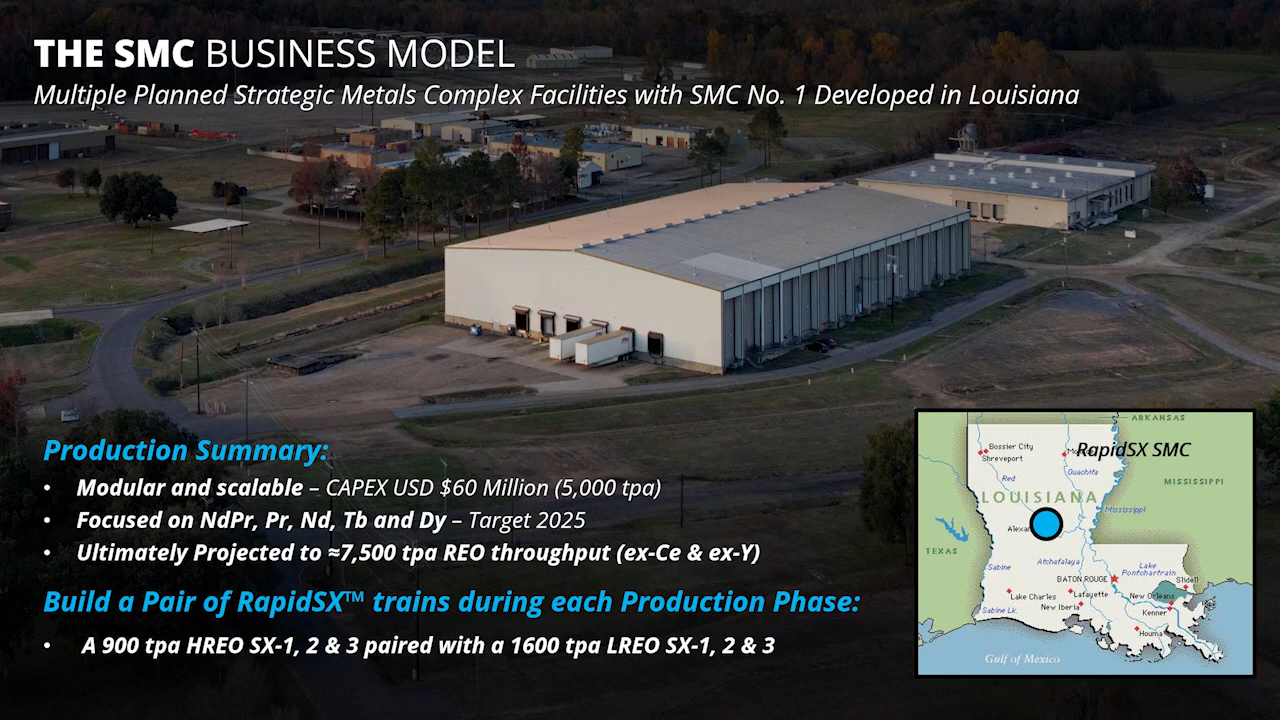 THE SMC BUSINESS MODEL
Multiple Planned Strategic Metals Complex Facilities with SMC No. 1 Developed in Louisiana
Production Summary:
• Modular and scalable – CAPEX USD $60 Million (5,000 tpa)
• Focused on NdPr, Pr, Nd, Tb and Dy – Target 2025
• Ultimately Projected to ≈7,500 tpa REO throughput (ex-Ce & ex-Y)
Build a Pair of RapidSX™ trains during each Production Phase:
• A 900 tpa HREO SX-1, 2 & 3 paired with a 1600 tpa LREO SX-1, 2 & 3
ARKANSAS
Bossier City
RapidSX SMC
Shreveport
Ouachita
Red
MISSISSIPPI
LOUISIANA
Mississippi
TEXAS
Atchafalaya
Sabine
Lake
Pontchartrain
BATON ROUGE
Slidell
Lake Charles
Lafayette
New Orleans
New Iberia
Sabine Lk.
Kenner
Houma
Gulf of Mexico